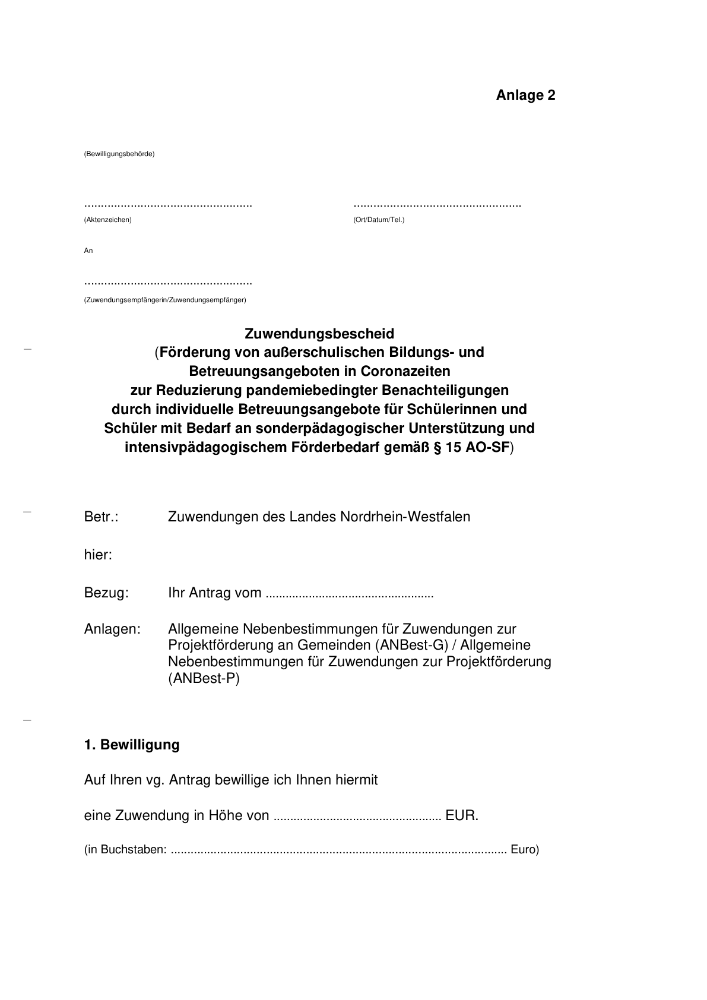 Anlage 2
(Bewilligungsbehörde)
.................................................. ..................................................
(Aktenzeichen) (Ort/Datum/Tel.)
An
..................................................
(Zuwendungsempfängerin/Zuwendungsempfänger)
Zuwendungsbescheid
(Förderung von außerschulischen Bildungs- und
Betreuungsangeboten in Coronazeiten
zur Reduzierung pandemiebedingter Benachteiligungen
durch individuelle Betreuungsangebote für Schülerinnen und
Schüler mit Bedarf an sonderpädagogischer Unterstützung und
intensivpädagogischem Förderbedarf gemäß § 15 AO-SF)
Betr.: Zuwendungen des Landes Nordrhein-Westfalen
hier:
Bezug: Ihr Antrag vom ..................................................
Anlagen: Allgemeine Nebenbestimmungen für Zuwendungen zur
Projektförderung an Gemeinden (ANBest-G) / Allgemeine
Nebenbestimmungen für Zuwendungen zur Projektförderung
(ANBest-P)
1. Bewilligung
Auf Ihren vg. Antrag bewillige ich Ihnen hiermit
eine Zuwendung in Höhe von .................................................. EUR.
(in Buchstaben: .................................................................................................... Euro)